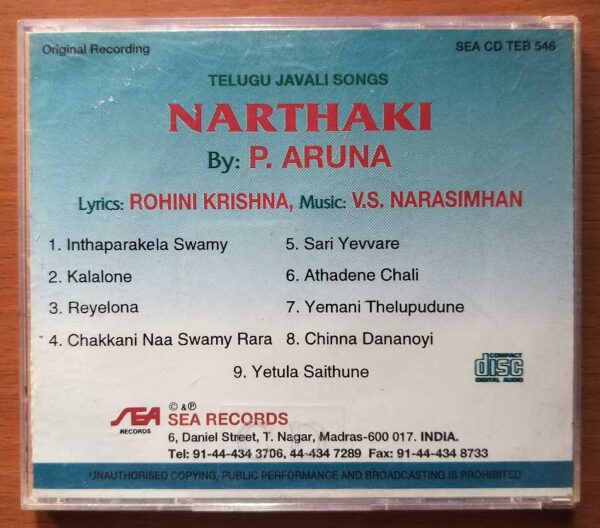 Original Recording
SEA CD TEB 546
TELUGU JAVALI SONGS
NARTHAKI
By: P. ARUNA
Lyrics: ROHINI KRISHNA, Music: V.S. NARASIMHAN
1. Inthaparakela Swamy
2. Kalalone
3. Reyelona
4. Chakkani Naa Swamy Rara
5. Sari Yevvare
6. Athadene Chali
7. Yemani Thelupudune
8. Chinna Dananoyi
9. Yetula Saithune
COMPACT
disc
DIGITAL AUDIO
SEA
RECORDS
© & ℗
SEA RECORDS
6, Daniel Street, T. Nagar, Madras-600 017. INDIA.
Tel: 91-44-434 3706, 44-434 7289 Fax: 91-44-434 8733
UNAUTHORISED COPYING, PUBLIC PERFORMANCE AND BROADCASTING IS PROHIBITED